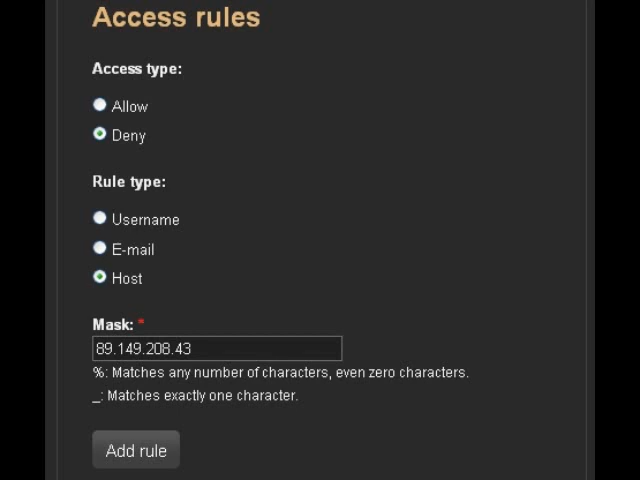 Access rules
Access type:
Allow
Deny
Rule type:
Username
E-mail
Host
Mask: *
89.149.208.43
%: Matches any number of characters, even zero characters.
_: Matches exactly one character.
Add rule